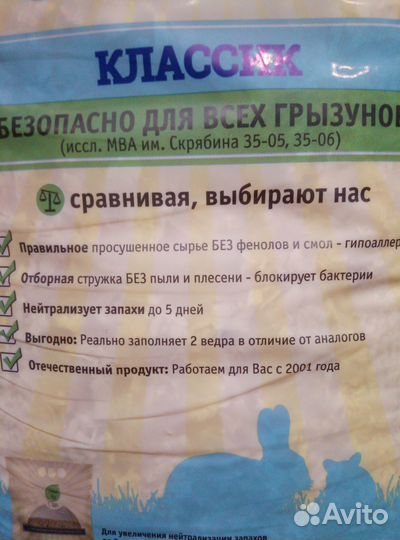 КЛАССИК
БЕЗОПАСНО ДЛЯ ВСЕХ ГРЫЗУНОВ
(иссл. МВА им. Скрябина 35-05, 35-06)
сравнивая, выбирают нас
Правильное просушенное сырье БЕЗ фенолов и смол - гипоаллер
Отборная стружка БЕЗ пыли и плесени - блокирует бактерии
Нейтрализует запахи до 5 дней
Выгодно: Реально заполняет 2 ведра в отличие от аналогов
Отечественный продукт: Работаем для Вас с 2001 года
Для увеличения нейтрализации запахов
Avito